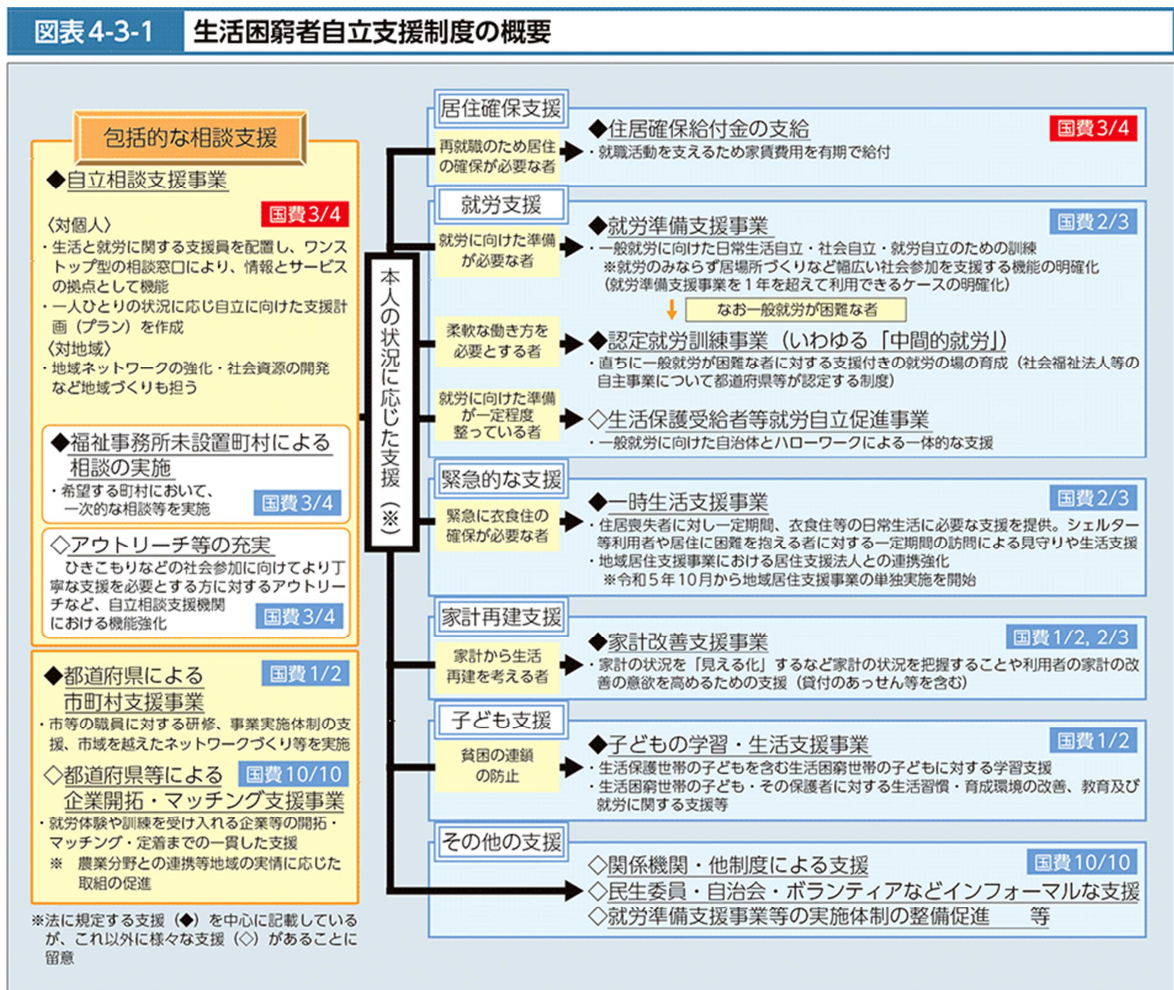 図表4-3-1 生活困窮者自立支援制度の概要
包括的な相談支援
◆自立相談支援事業
国費3/4
〈対個人〉
・生活と就労に関する支援員を配置し、ワンス
トップ型の相談窓口により、情報とサービス
の拠点として機能
・一人ひとりの状況に応じ自立に向けた支援計
画（プラン）を作成
〈対地域〉
・地域ネットワークの強化・社会資源の開発
など地域づくりも担う
◆福祉事務所未設置町村による
相談の実施
・希望する町村において、
一次的な相談等を実施
国費3/4
◇アウトリーチ等の充実
ひきこもりなどの社会参加に向けてより丁
寧な支援を必要とする方に対するアウトリー
チなど、自立相談支援機関
における機能強化
国費3/4
◆都道府県による
市町村支援事業
国費1/2
・市等の職員に対する研修、事業実施体制の支
援、市域を越えたネットワークづくり等を実施
◇都道府県等による
企業開拓・マッチング支援事業
国費10/10
・就労体験や訓練を受け入れる企業等の開拓・
マッチング・定着までの一貫した支援
※ 農業分野との連携等地域の実情に応じた
取組の促進
※法に規定する支援（◆）を中心に記載している
が、これ以外に様々な支援（◇）があることに
留意
本人の状況に応じた支援（※）
居住確保支援
再就職のため居住
の確保が必要な者
◆住居確保給付金の支給
国費3/4
・就職活動を支えるため家賃費用を有期で給付
就労支援
就労に向けた準備
が必要な者
◆就労準備支援事業
国費2/3
・一般就労に向けた日常生活自立・社会自立・就労自立のための訓練
※就労のみならず居場所づくりなど幅広い社会参加を支援する機能の明確化
（就労準備支援事業を１年を超えて利用できるケースの明確化）
なお一般就労が困難な者
柔軟な働き方を
必要とする者
◆認定就労訓練事業（いわゆる「中間的就労」）
・直ちに一般就労が困難な者に対する支援付きの就労の場の育成（社会福祉法人等の
自主事業について都道府県等が認定する制度）
就労に向けた準備
が一定程度
整っている者
◇生活保護受給者等就労自立促進事業
・一般就労に向けた自治体とハローワークによる一体的な支援
緊急的な支援
緊急に衣食住の
確保が必要な者
◆一時生活支援事業
国費2/3
・住居喪失者に対し一定期間、衣食住等の日常生活に必要な支援を提供。シェルター
等利用者や居住に困難を抱える者に対する一定期間の訪問による見守りや生活支援
・地域居住支援事業における居住支援法人との連携強化
※令和５年10月から地域居住支援事業の単独実施を開始
家計再建支援
家計から生活
再建を考える者
◆家計改善支援事業
国費1/2, 2/3
・家計の状況を「見える化」するなど家計の状況を把握することや利用者の家計の改
善の意欲を高めるための支援（貸付のあっせん等を含む）
子ども支援
貧困の連鎖
の防止
◆子どもの学習・生活支援事業
国費1/2
・生活保護世帯の子どもを含む生活困窮世帯の子どもに対する学習支援
・生活困窮世帯の子ども・その保護者に対する生活習慣・育成環境の改善、教育及び
就労に関する支援等
その他の支援
◇関係機関・他制度による支援
国費10/10
◇民生委員・自治会・ボランティアなどインフォーマルな支援
◇就労準備支援事業等の実施体制の整備促進 等